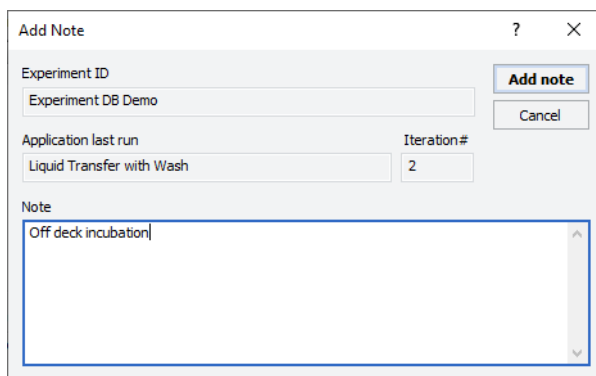 Add Note
?
Experiment ID
Add note
Experiment DB Demo
Cancel
Application last run
Iteration#
Liquid Transfer with Wash
2
Note
Off deck incubation